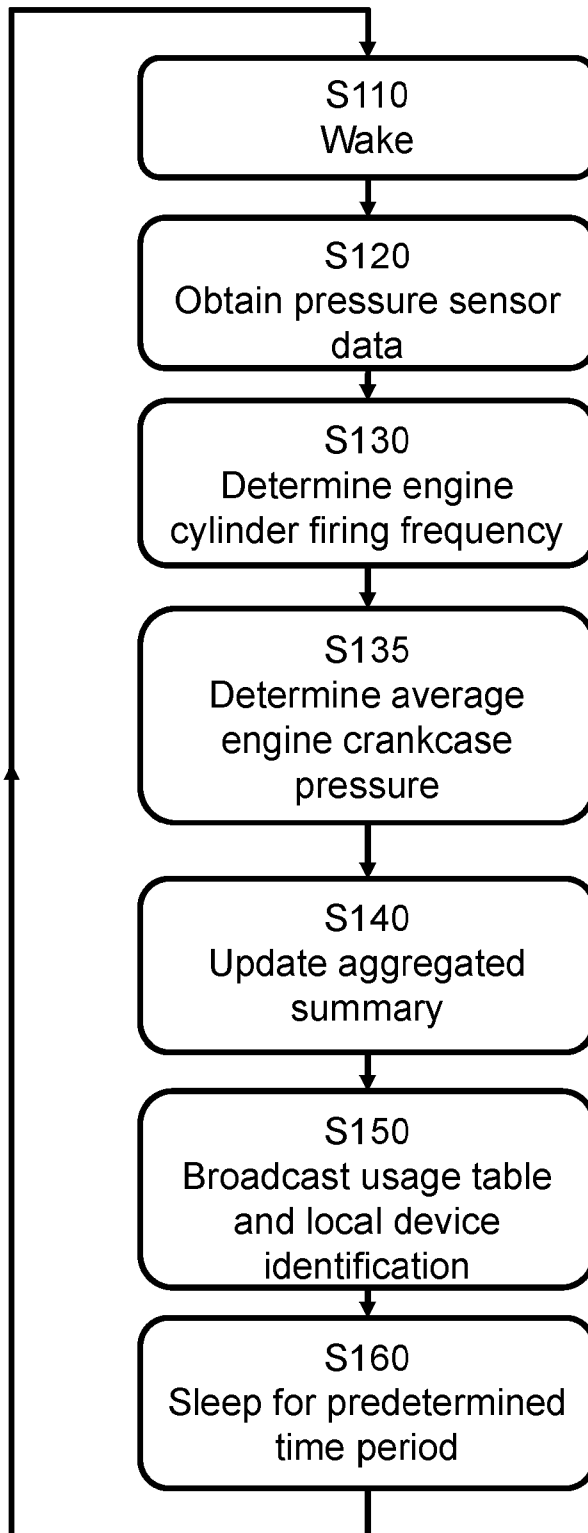 S110
Wake
S120
Obtain pressure sensor
data
S130
Determine engine
cylinder firing frequency
S135
Determine average
engine crankcase
pressure
S140
Update aggregated
summary
S150
Broadcast usage table
and local device
identification
S160
Sleep for predetermined
time period